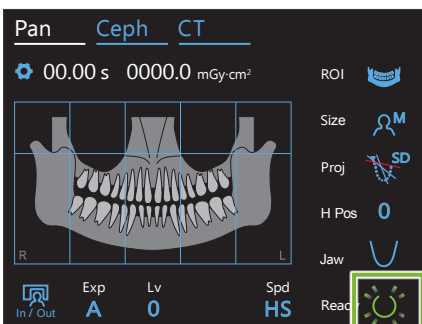 Pan Ceph CT
00.00 s 0000.0 mGy·cm²
ROI
Size M
Proj SD
H Pos 0
R L
Jaw
In / Out
Exp Lv Spd
A 0 HS
Ready